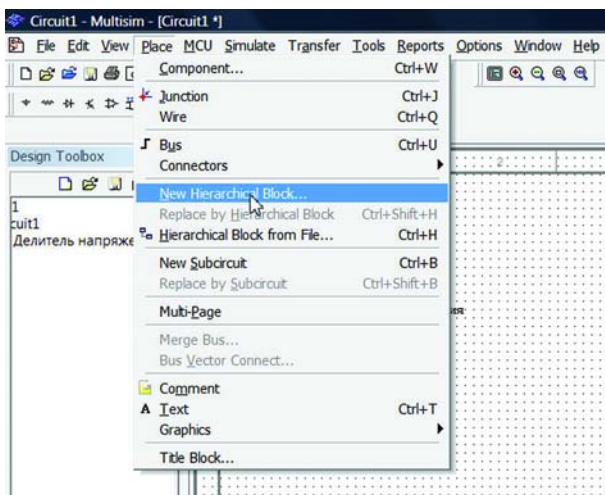 Circuit1 - Multisim - [Circuit1 *]
File Edit View Place MCU Simulate Transfer Tools Reports Options Window Help
Component... Ctrl+W
Junction Ctrl+J
Wire Ctrl+Q
Bus Ctrl+U
Connectors
New Hierarchical Block...
Replace by Hierarchical Block Ctrl+Shift+H
Hierarchical Block from File... Ctrl+H
New Subcircuit Ctrl+B
Replace by Subcircuit Ctrl+Shift+B
Multi-Page
Merge Bus...
Bus Vector Connect...
Comment
A Text Ctrl+T
Graphics
Title Block...
Design Toolbox
1
cuit1
Делитель напряже
2
ия